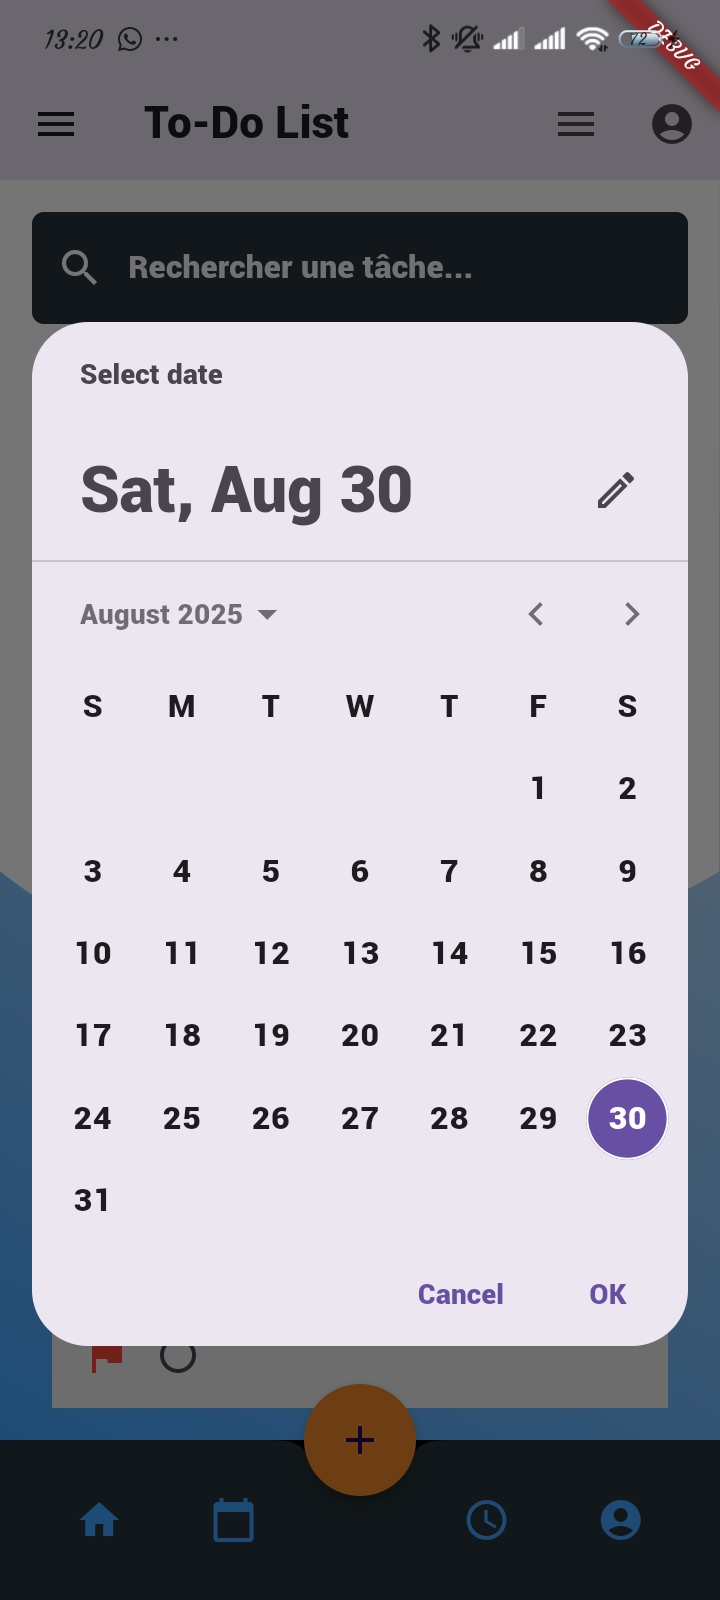 13:20 ... 72
DEBUG
To-Do List
Rechercher une tâche...
Select date
Sat, Aug 30
August 2025
S M T W T F S
1 2
3 4 5 6 7 8 9
10 11 12 13 14 15 16
17 18 19 20 21 22 23
24 25 26 27 28 29 30
31
Cancel OK